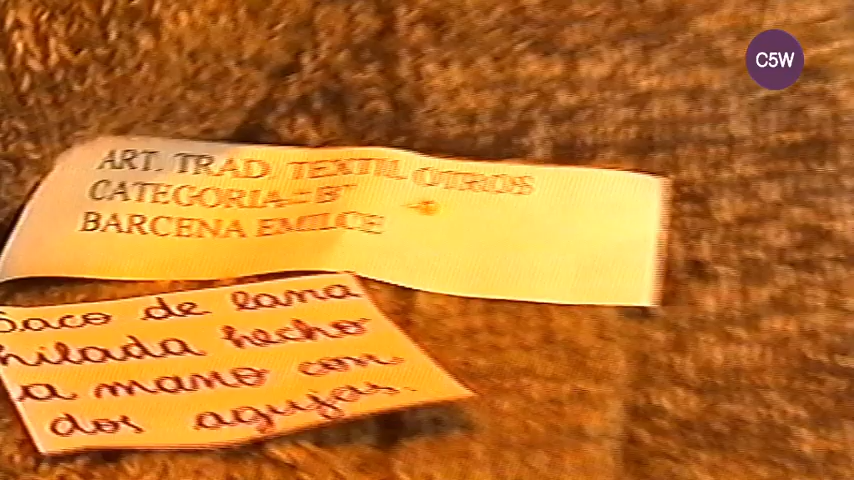 C5W
ART. TRAD. TEXTIL OTROS
CATEGORIA= "B"
BARCENA EMILCE
Saco de lana
hilada hecho
a mano con
dos agujas.